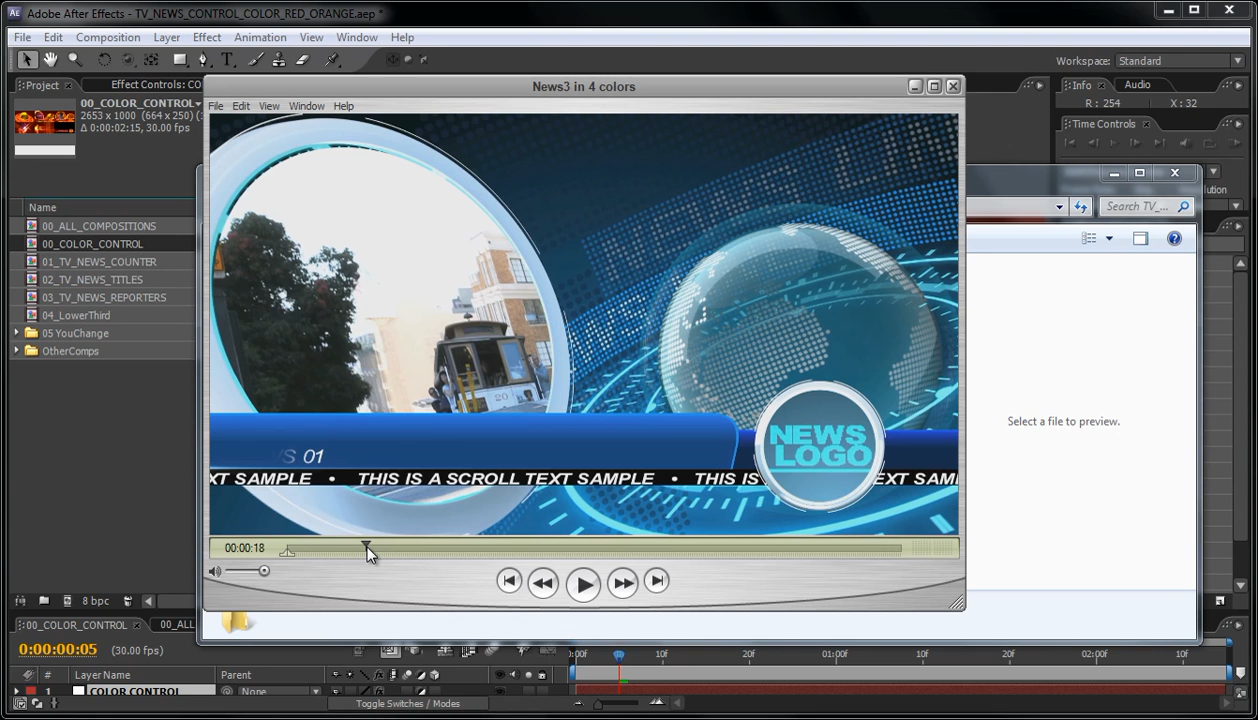 Adobe After Effects - TV_NEWS_CONTROL_COLOR_RED_ORANGE.aep *
File Edit Composition Layer Effect Animation View Window Help
Workspace: Standard
Project
Effect Controls: CO
00_COLOR_CONTROL
2653 x 1000 (664 x 250) (
Δ 0:00:02:15, 30.00 fps
Name
00_ALL_COMPOSITIONS
00_COLOR_CONTROL
01_TV_NEWS_COUNTER
02_TV_NEWS_TITLES
03_TV_NEWS_REPORTERS
04_LowerThird
05 YouChange
OtherComps
8 bpc
News3 in 4 colors
File Edit View Window Help
20
NEWS
LOGO
S 01
XT SAMPLE • THIS IS A SCROLL TEXT SAMPLE • THIS IS EXT SAM
00:00:18
Info Audio
R : 254 X : 32
Time Controls
lution
Search TV_...
Select a file to preview.
00_COLOR_CONTROL 00_ALL
0:00:00:05 (30.00 fps)
# Layer Name Parent
1 COLOR CONTROL None
:00f 10f 20f 01:00f 10f 20f 02:00f 10f
Toggle Switches / Modes